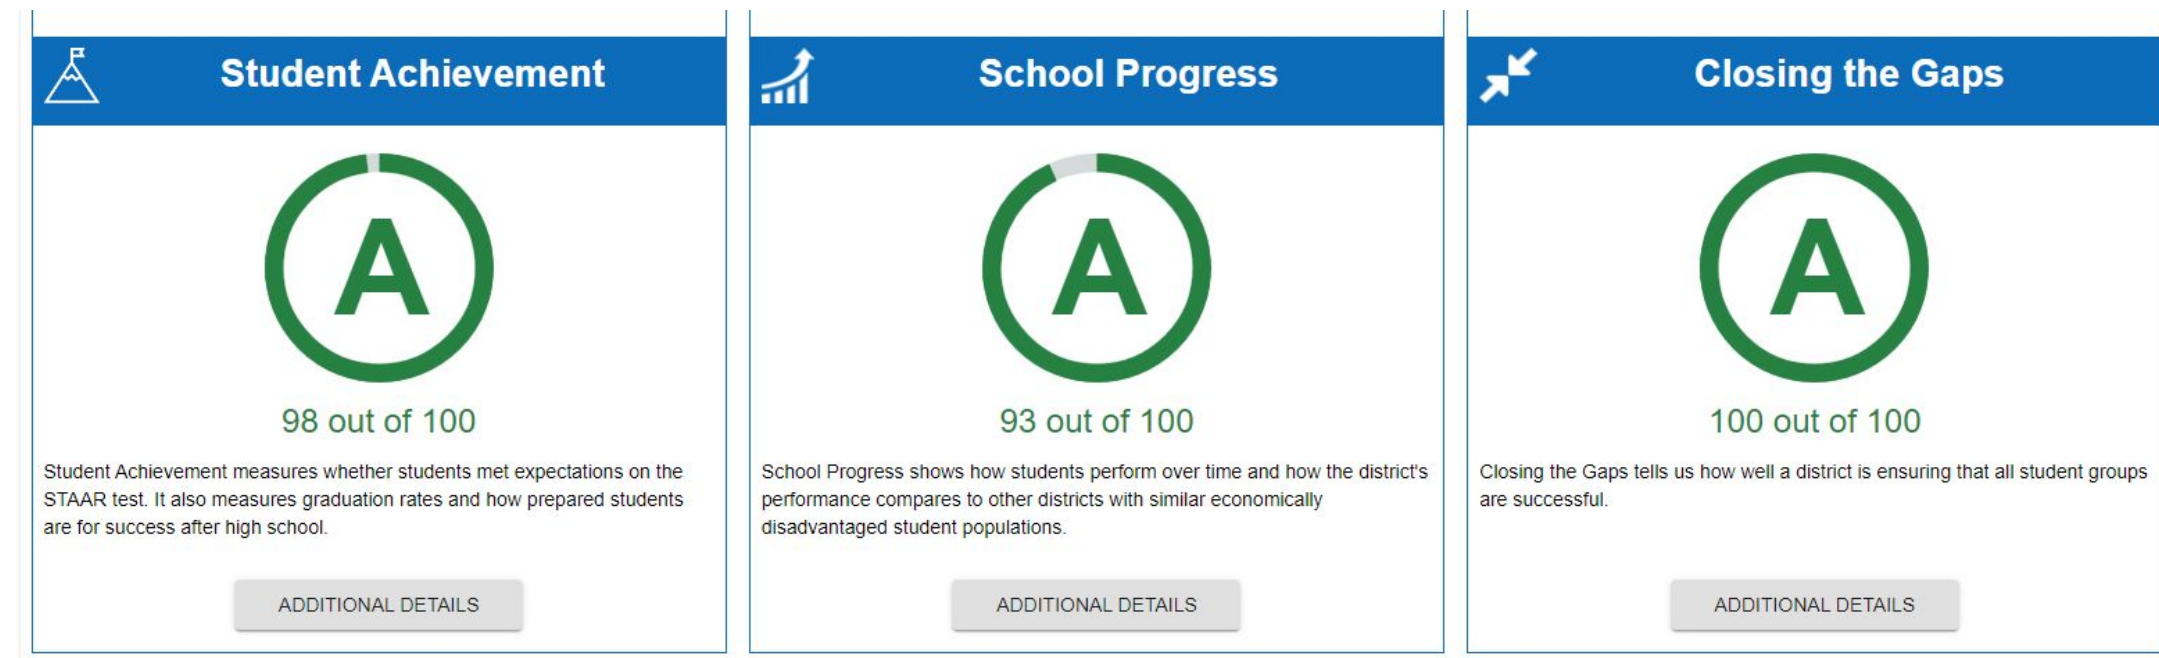 Student Achievement
A
98 out of 100
Student Achievement measures whether students met expectations on the
STAAR test. It also measures graduation rates and how prepared students
are for success after high school.
ADDITIONAL DETAILS
School Progress
A
93 out of 100
School Progress shows how students perform over time and how the district's
performance compares to other districts with similar economically
disadvantaged student populations.
ADDITIONAL DETAILS
Closing the Gaps
A
100 out of 100
Closing the Gaps tells us how well a district is ensuring that all student groups
are successful.
ADDITIONAL DETAILS